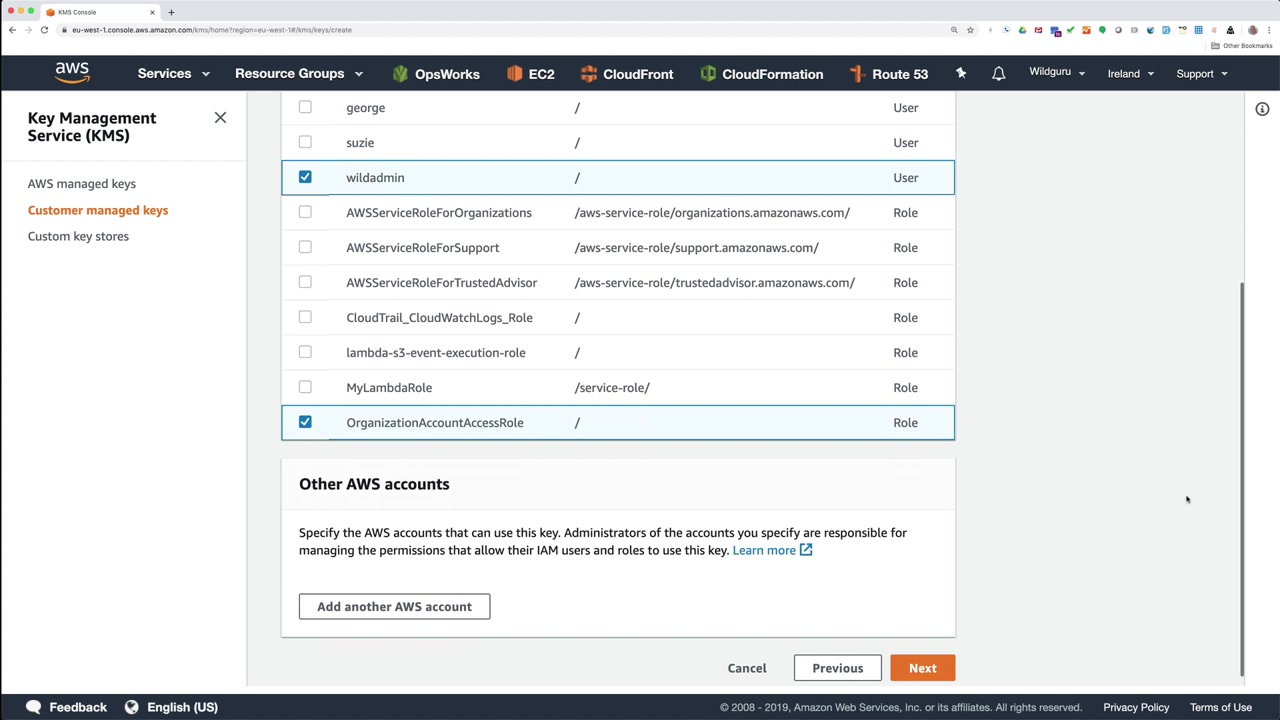 KMS Console
eu-west-1.console.aws.amazon.com/kms/home?region=eu-west-1#/kms/keys/create
Other Bookmarks
aws
Services
Resource Groups
OpsWorks
EC2
CloudFront
CloudFormation
Route 53
Wildguru
Ireland
Support
Key Management
Service (KMS)
AWS managed keys
Customer managed keys
Custom key stores
george / User
suzie / User
wildadmin / User
AWSServiceRoleForOrganizations /aws-service-role/organizations.amazonaws.com/ Role
AWSServiceRoleForSupport /aws-service-role/support.amazonaws.com/ Role
AWSServiceRoleForTrustedAdvisor /aws-service-role/trustedadvisor.amazonaws.com/ Role
CloudTrail_CloudWatchLogs_Role / Role
lambda-s3-event-execution-role / Role
MyLambdaRole /service-role/ Role
OrganizationAccountAccessRole / Role
Other AWS accounts
Specify the AWS accounts that can use this key. Administrators of the accounts you specify are responsible for
managing the permissions that allow their IAM users and roles to use this key. Learn more
Add another AWS account
Cancel
Previous
Next
Feedback
English (US)
© 2008 - 2019, Amazon Web Services, Inc. or its affiliates. All rights reserved.
Privacy Policy
Terms of Use